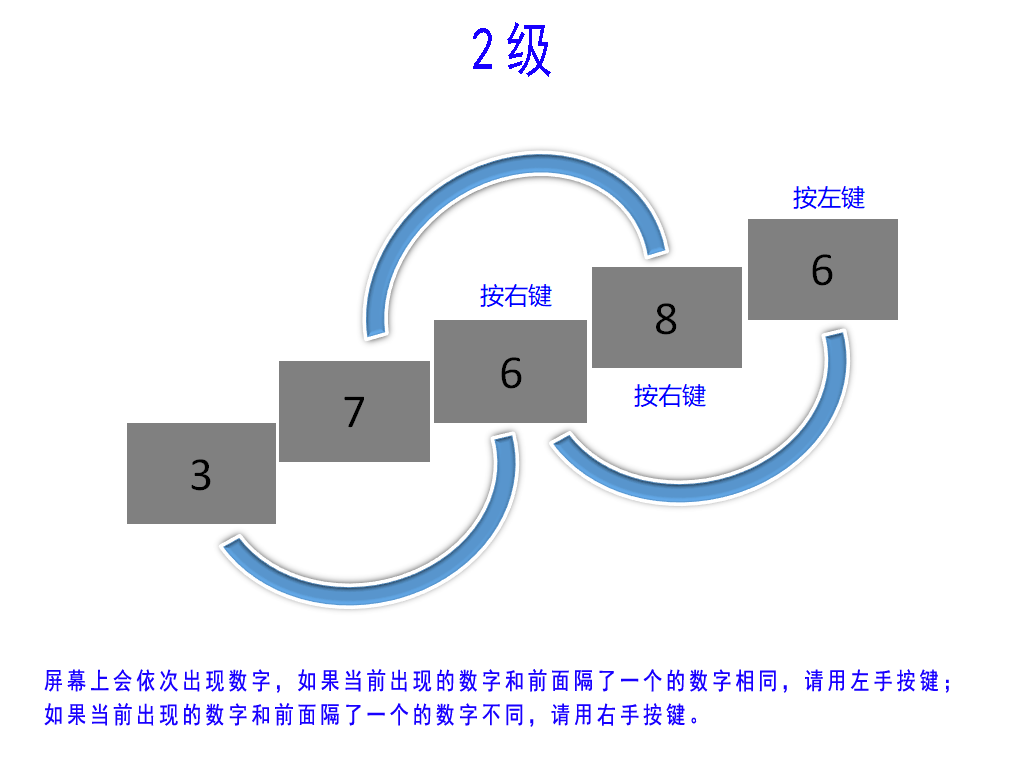 2级
按左键
6
按右键
8
6
按右键
7
3
屏幕上会依次出现数字，如果当前出现的数字和前面隔了一个的数字相同，请用左手按键；
如果当前出现的数字和前面隔了一个的数字不同，请用右手按键。